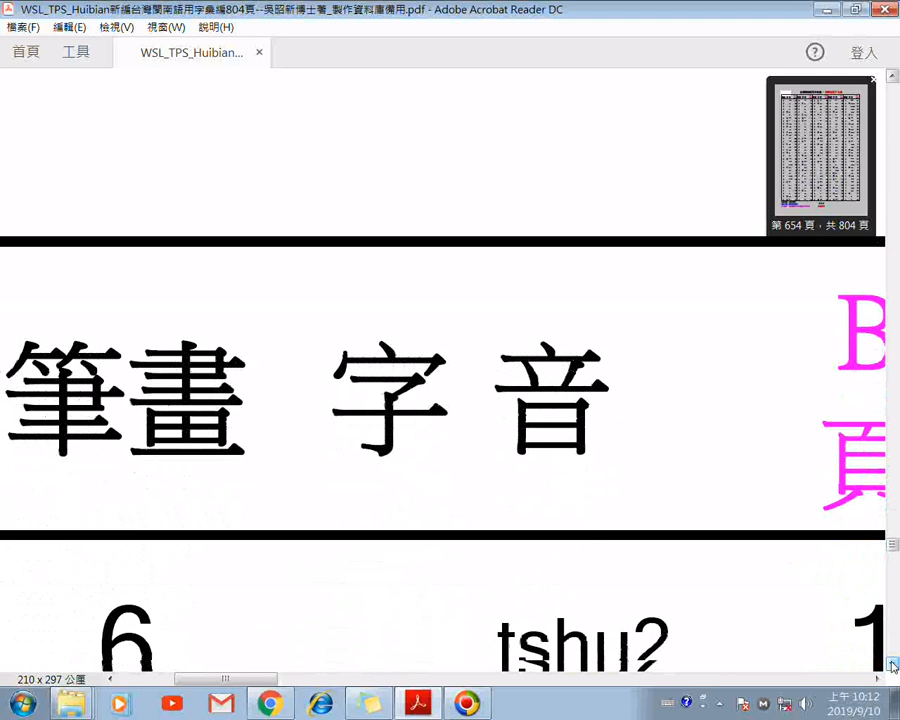 WSL_TPS_Huibian新編台灣閩南語用字彙編804頁--吳昭新博士著_製作資料庫備用.pdf - Adobe Acrobat Reader DC
檔案(F) 編輯(E) 檢視(V) 視窗(W) 說明(H)
首頁 工具 WSL_TPS_Huibian... × ? 登入
第 654 頁，共 804 頁
筆畫 字 音 B
頁
6 tshu2 1
210 x 297 公厘
上午 10:12
2019/9/10